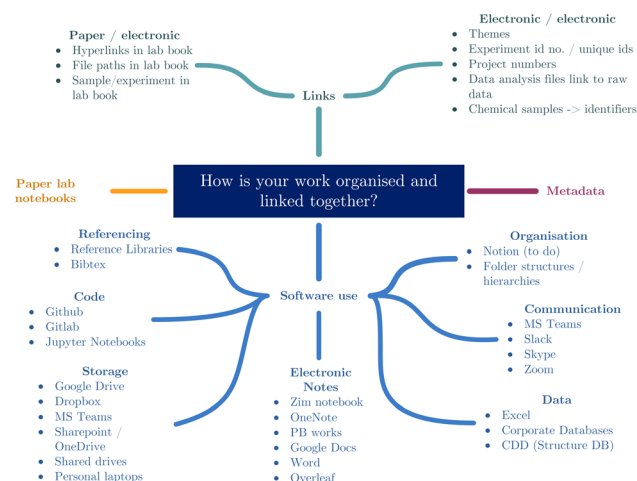 Paper / electronic
Hyperlinks in lab book
File paths in lab book
Sample/experiment in
lab book
Electronic / electronic
Themes
Experiment id no. / unique ids
Project numbers
Data analysis files link to raw
data
Chemical samples -> identifiers
Links
Paper lab
notebooks
How is your work organised and
linked together?
Metadata
Referencing
Reference Libraries
Bibtex
Code
Github
Gitlab
Jupyter Notebooks
Storage
Google Drive
Dropbox
MS Teams
Sharepoint /
OneDrive
Shared drives
Personal laptops
Software use
Electronic
Notes
Zim notebook
OneNote
PB works
Google Docs
Word
Overleaf
Organisation
Notion (to do)
Folder structures /
hierarchies
Communication
MS Teams
Slack
Skype
Zoom
Data
Excel
Corporate Databases
CDD (Structure DB)